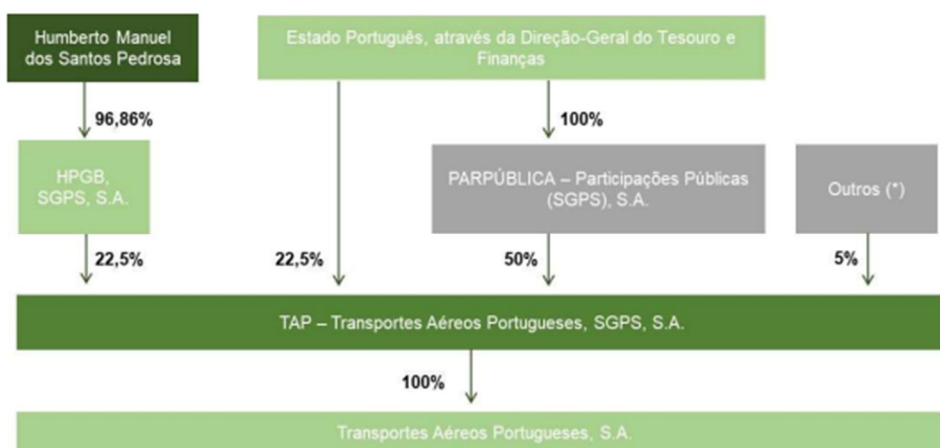 Humberto Manuel
dos Santos Pedrosa
Estado Português, através da Direção-Geral do Tesouro e
Finanças
96,86%
100%
HPGB,
SGPS, S.A.
PARPÚBLICA – Participações Públicas
(SGPS), S.A.
Outros (*)
22,5%
22,5%
50%
5%
TAP – Transportes Aéreos Portugueses, SGPS, S.A.
100%
Transportes Aéreos Portugueses, S.A.